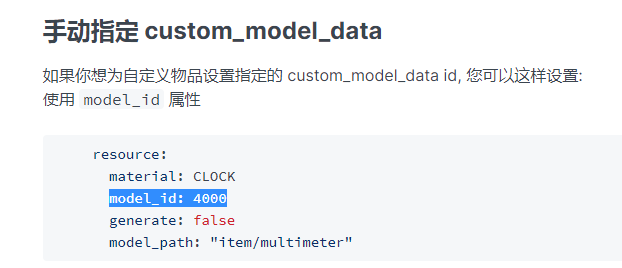 手动指定 custom_model_data
如果你想为自定义物品设置指定的 custom_model_data id, 您可以这样设置:
使用 model_id 属性
resource:
material: CLOCK
model_id: 4000
generate: false
model_path: "item/multimeter"